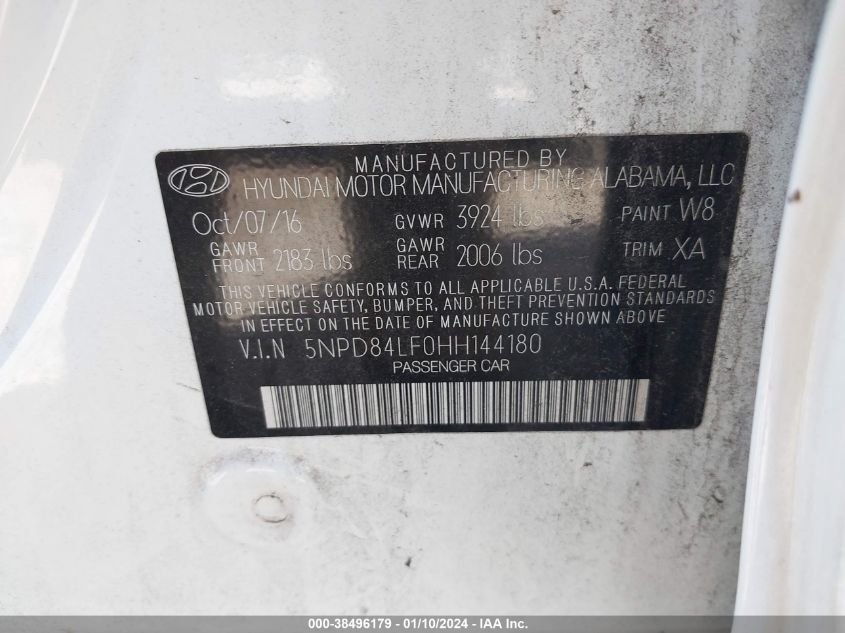 MANUFACTURED BY
HYUNDAI MOTOR MANUFACTURING ALABAMA, LLC
Oct/07/16 GVWR 3924 lbs PAINT W8
GAWR FRONT 2183 lbs GAWR REAR 2006 lbs TRIM XA
THIS VEHICLE CONFORMS TO ALL APPLICABLE U.S.A. FEDERAL
MOTOR VEHICLE SAFETY, BUMPER, AND THEFT PREVENTION STANDARDS
IN EFFECT ON THE DATE OF MANUFACTURE SHOWN ABOVE
V.I.N 5NPD84LF0HH144180
PASSENGER CAR
000-38496179 - 01/10/2024 - IAA Inc.